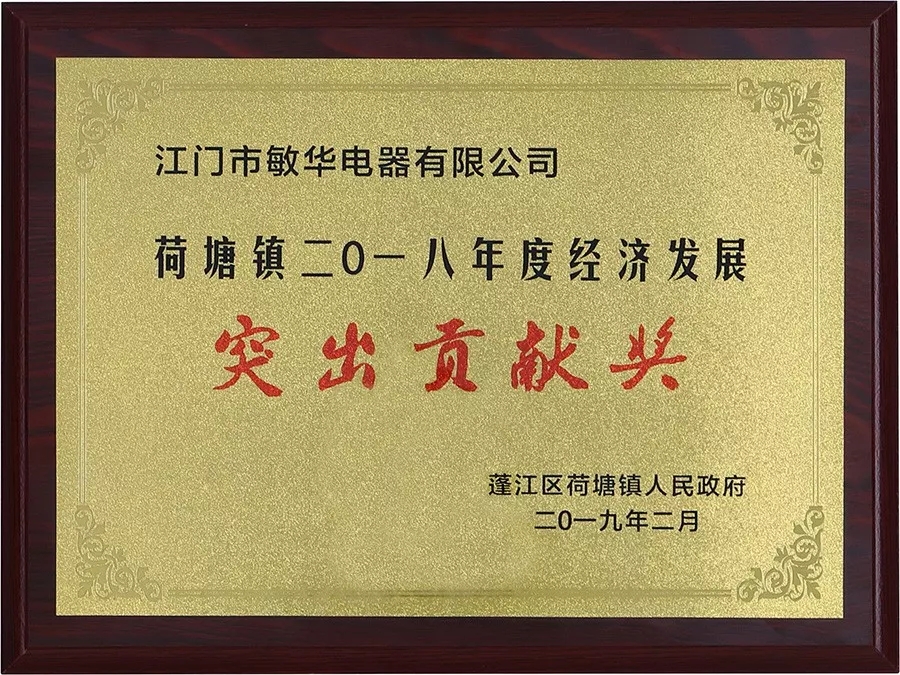 江门市敏华电器有限公司
荷塘镇二〇一八年度经济发展
突出贡献奖
蓬江区荷塘镇人民政府
二〇一九年二月